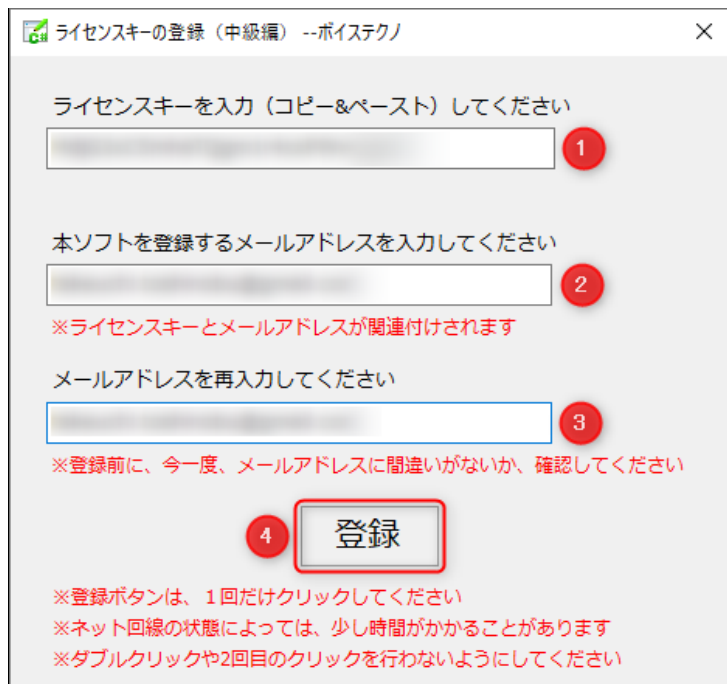 ライセンスキーの登録（中級編） --ボイステクノ
ライセンスキーを入力（コピー&ペースト）してください
1
本ソフトを登録するメールアドレスを入力してください
2
※ライセンスキーとメールアドレスが関連付けされます
メールアドレスを再入力してください
3
※登録前に、今一度、メールアドレスに間違いがないか、確認してください
4 登録
※登録ボタンは、１回だけクリックしてください
※ネット回線の状態によっては、少し時間がかかることがあります
※ダブルクリックや2回目のクリックを行わないようにしてください